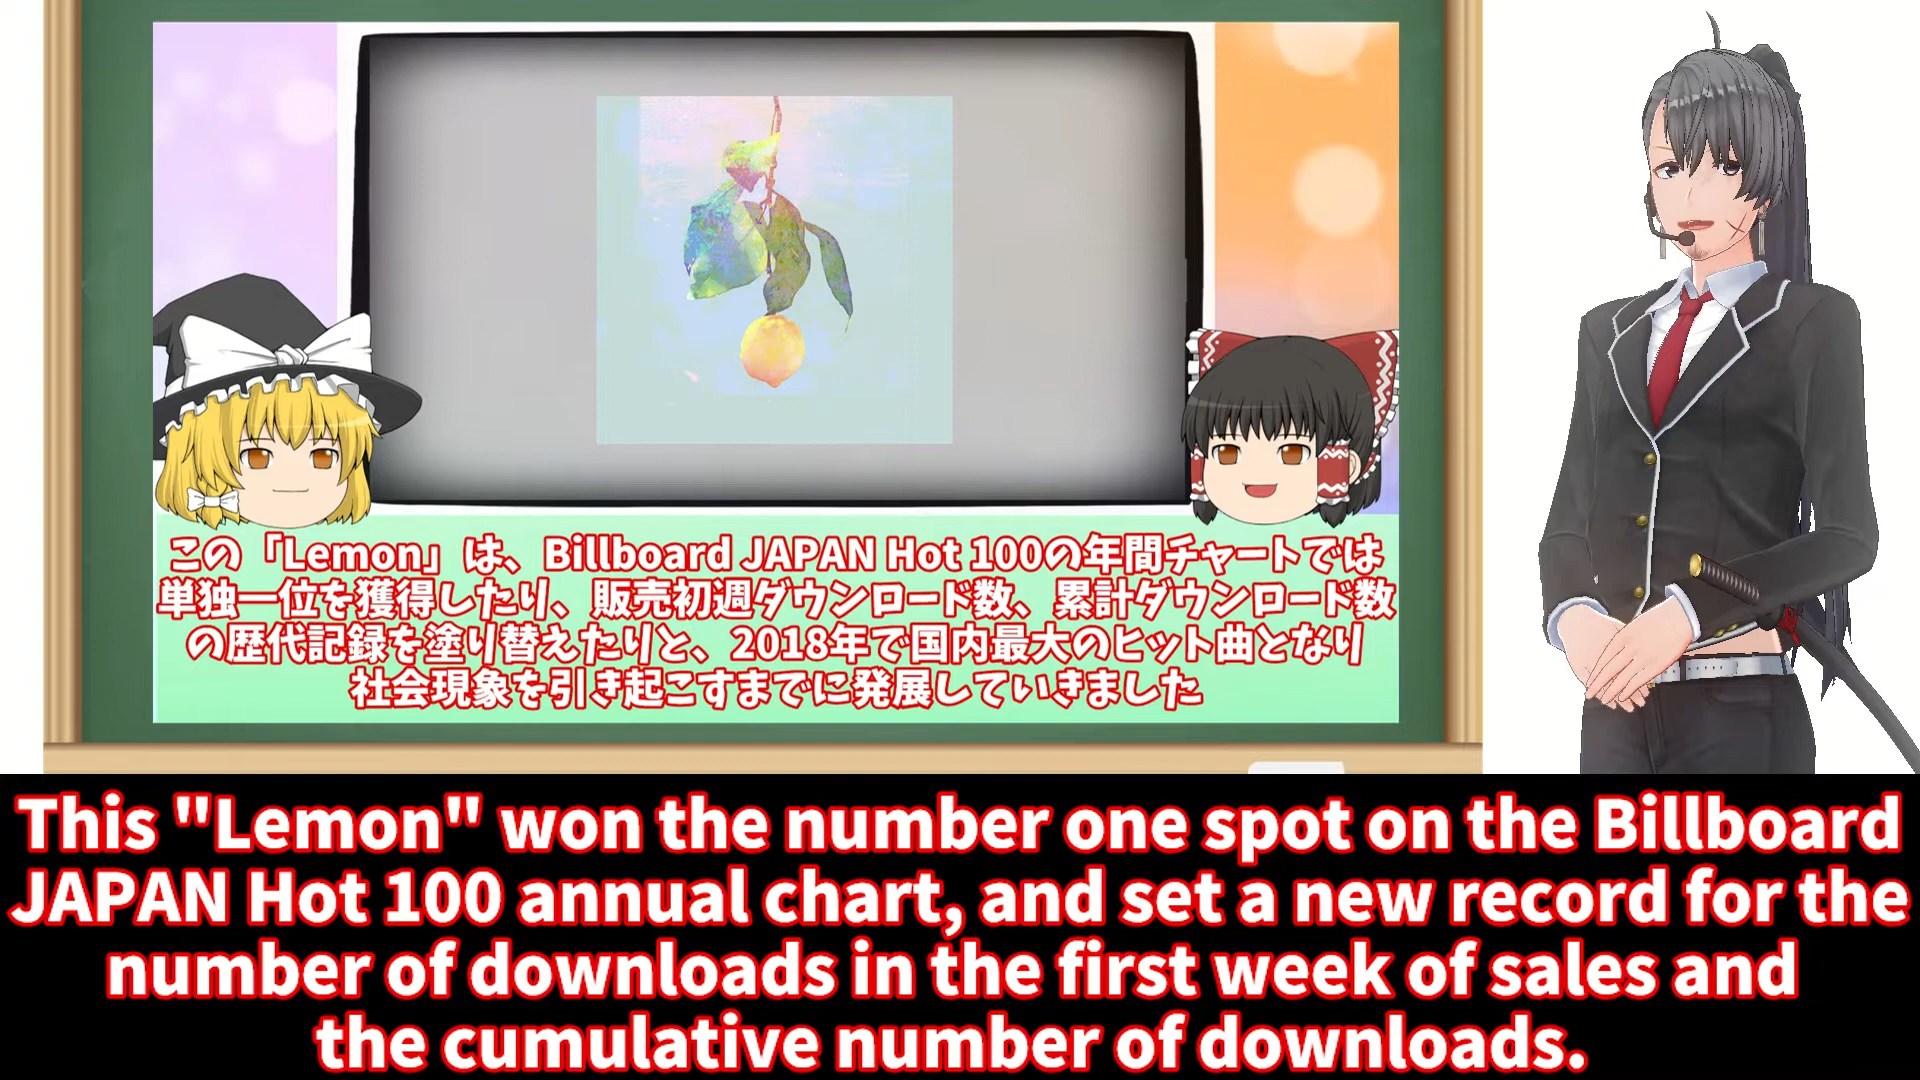 この「Lemon」は、Billboard JAPAN Hot 100の年間チャートでは
単独一位を獲得したり、販売初週ダウンロード数、累計ダウンロード数
の歴代記録を塗り替えたりと、2018年で国内最大のヒット曲となり
社会現象を引き起こすまでに発展していきました
This "Lemon" won the number one spot on the Billboard
JAPAN Hot 100 annual chart, and set a new record for the
number of downloads in the first week of sales and
the cumulative number of downloads.